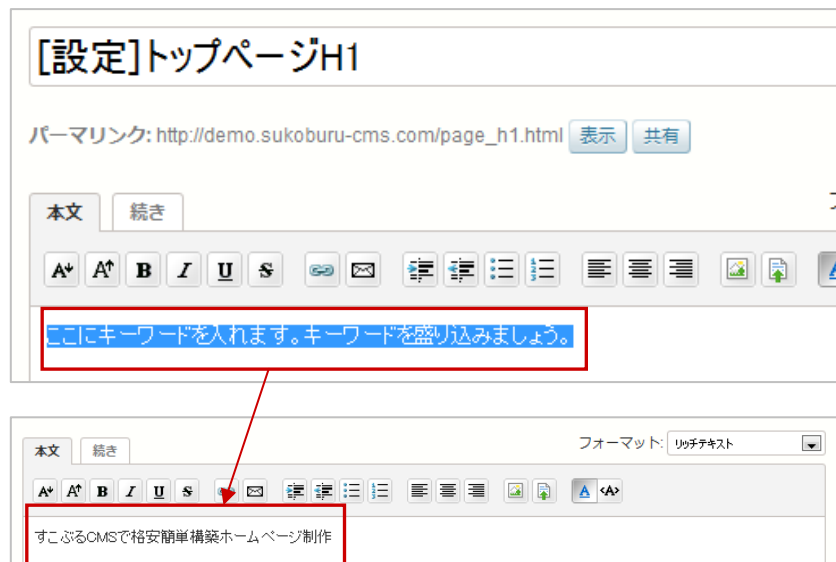 [設定]トップページH1
パーマリンク: http://demo.sukoburu-cms.com/page_h1.html 表示 共有
本文 続き
ここにキーワードを入れます。キーワードを盛り込みましょう。
本文 続き フォーマット: リッチテキスト
すこぶるCMSで格安簡単構築ホームページ制作